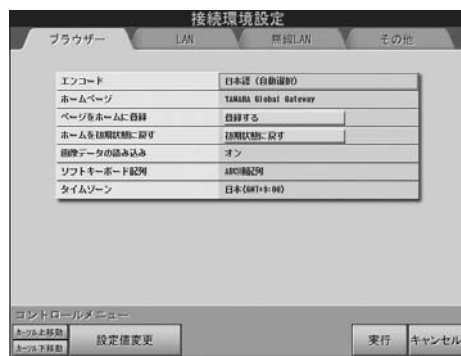 接続環境設定
ブラウザー LAN 無線LAN その他
エンコード 日本語（自動選択）
ホームページ YAMAHA Global Gateway
ページをホームに登録 登録する
ホームを初期状態に戻す 初期状態に戻す
画像データの読み込み オン
ソフトキーボード配列 ABC順配列
タイムゾーン 日本(GMT+9:00)
コントロールメニュー
カーソル上移動
カーソル下移動
設定値変更 実行 キャンセル